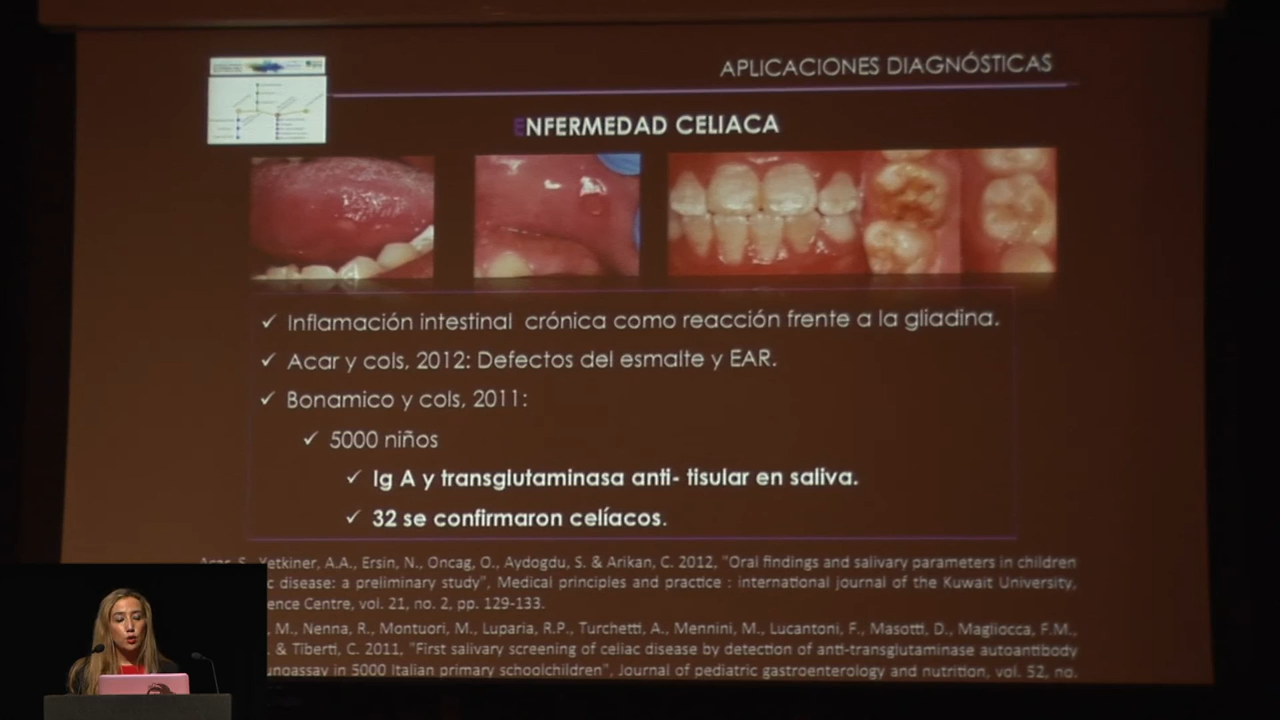 APLICACIONES DIAGNÓSTICAS
ENFERMEDAD CELIACA
✓ Inflamación intestinal crónica como reacción frente a la gliadina.
✓ Acar y cols, 2012: Defectos del esmalte y EAR.
✓ Bonamico y cols, 2011:
✓ 5000 niños
✓ Ig A y transglutaminasa anti- tisular en saliva.
✓ 32 se confirmaron celíacos.
Acar, S., Yetkiner, A.A., Ersin, N., Oncag, O., Aydogdu, S. & Arikan, C. 2012, "Oral findings and salivary parameters in children
disease: a preliminary study", Medical principles and practice : international journal of the Kuwait University,
Centre, vol. 21, no. 2, pp. 129-133.
M., Nenna, R., Montuori, M., Luparia, R.P., Turchetti, A., Mennini, M., Lucantoni, F., Masotti, D., Magliocca, F.M.,
& Tiberti, C. 2011, "First salivary screening of celiac disease by detection of anti-transglutaminase autoantibody
in 5000 Italian primary schoolchildren", Journal of pediatric gastroenterology and nutrition, vol. 52, no.